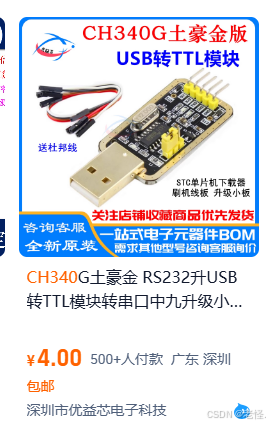 CH340G土豪金版
USB转TTL模块
送杜邦线
STC单片机下载器
刷机线板 升级小板
关注店铺收藏商品优先发货
咨询客服
全新原装
一站式电子元器件BOM
需求其他型号咨询客服询价
CH340G土豪金 RS232升USB
转TTL模块转串口中九升级小...
¥4.00 500+人付款 广东 深圳
包邮
深圳市优益芯电子科技